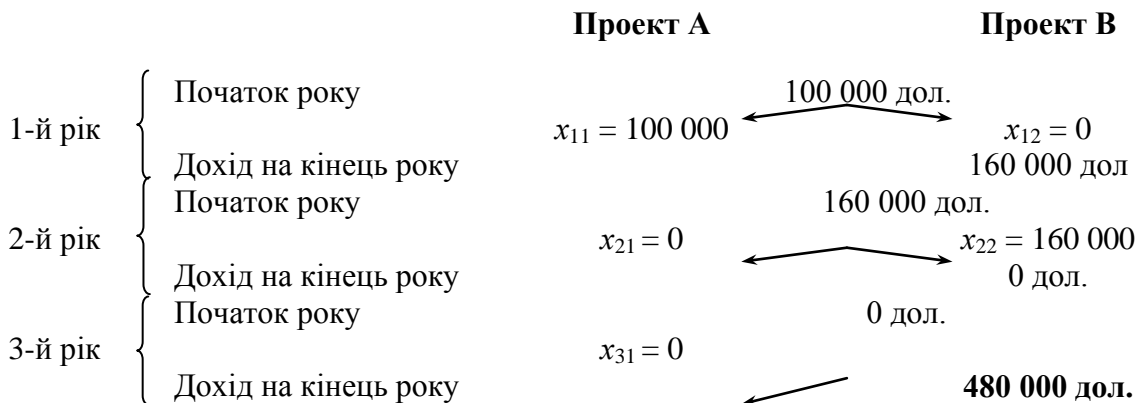 Проект А Проект В
Початок року 100 000 дол.
1-й рік x11 = 100 000 x12 = 0
Дохід на кінець року 160 000 дол
Початок року 160 000 дол.
2-й рік x21 = 0 x22 = 160 000
Дохід на кінець року 0 дол.
Початок року 0 дол.
3-й рік x31 = 0
Дохід на кінець року 480 000 дол.